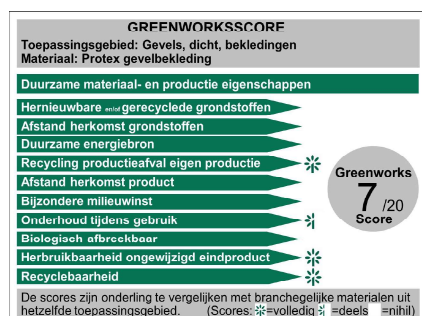 GREENWORKSSCORE
Toepassingsgebied: Gevels, dicht, bekledingen
Materiaal: Protex gevelbekleding
Duurzame materiaal- en productie eigenschappen
Hernieuwbare en/of gerecyclede grondstoffen
Afstand herkomst grondstoffen
Duurzame energiebron
Recycling productieafval eigen productie
Afstand herkomst product
Bijzondere milieuwinst
Onderhoud tijdens gebruik
Biologisch afbreekbaar
Herbruikbaarheid ongewijzigd eindproduct
Recyclebaarheid
Greenworks
7 /20
Score
De scores zijn onderling te vergelijken met branchegelijke materialen uit
hetzelfde toepassingsgebied. (Scores: =volledig =deels =nihil)